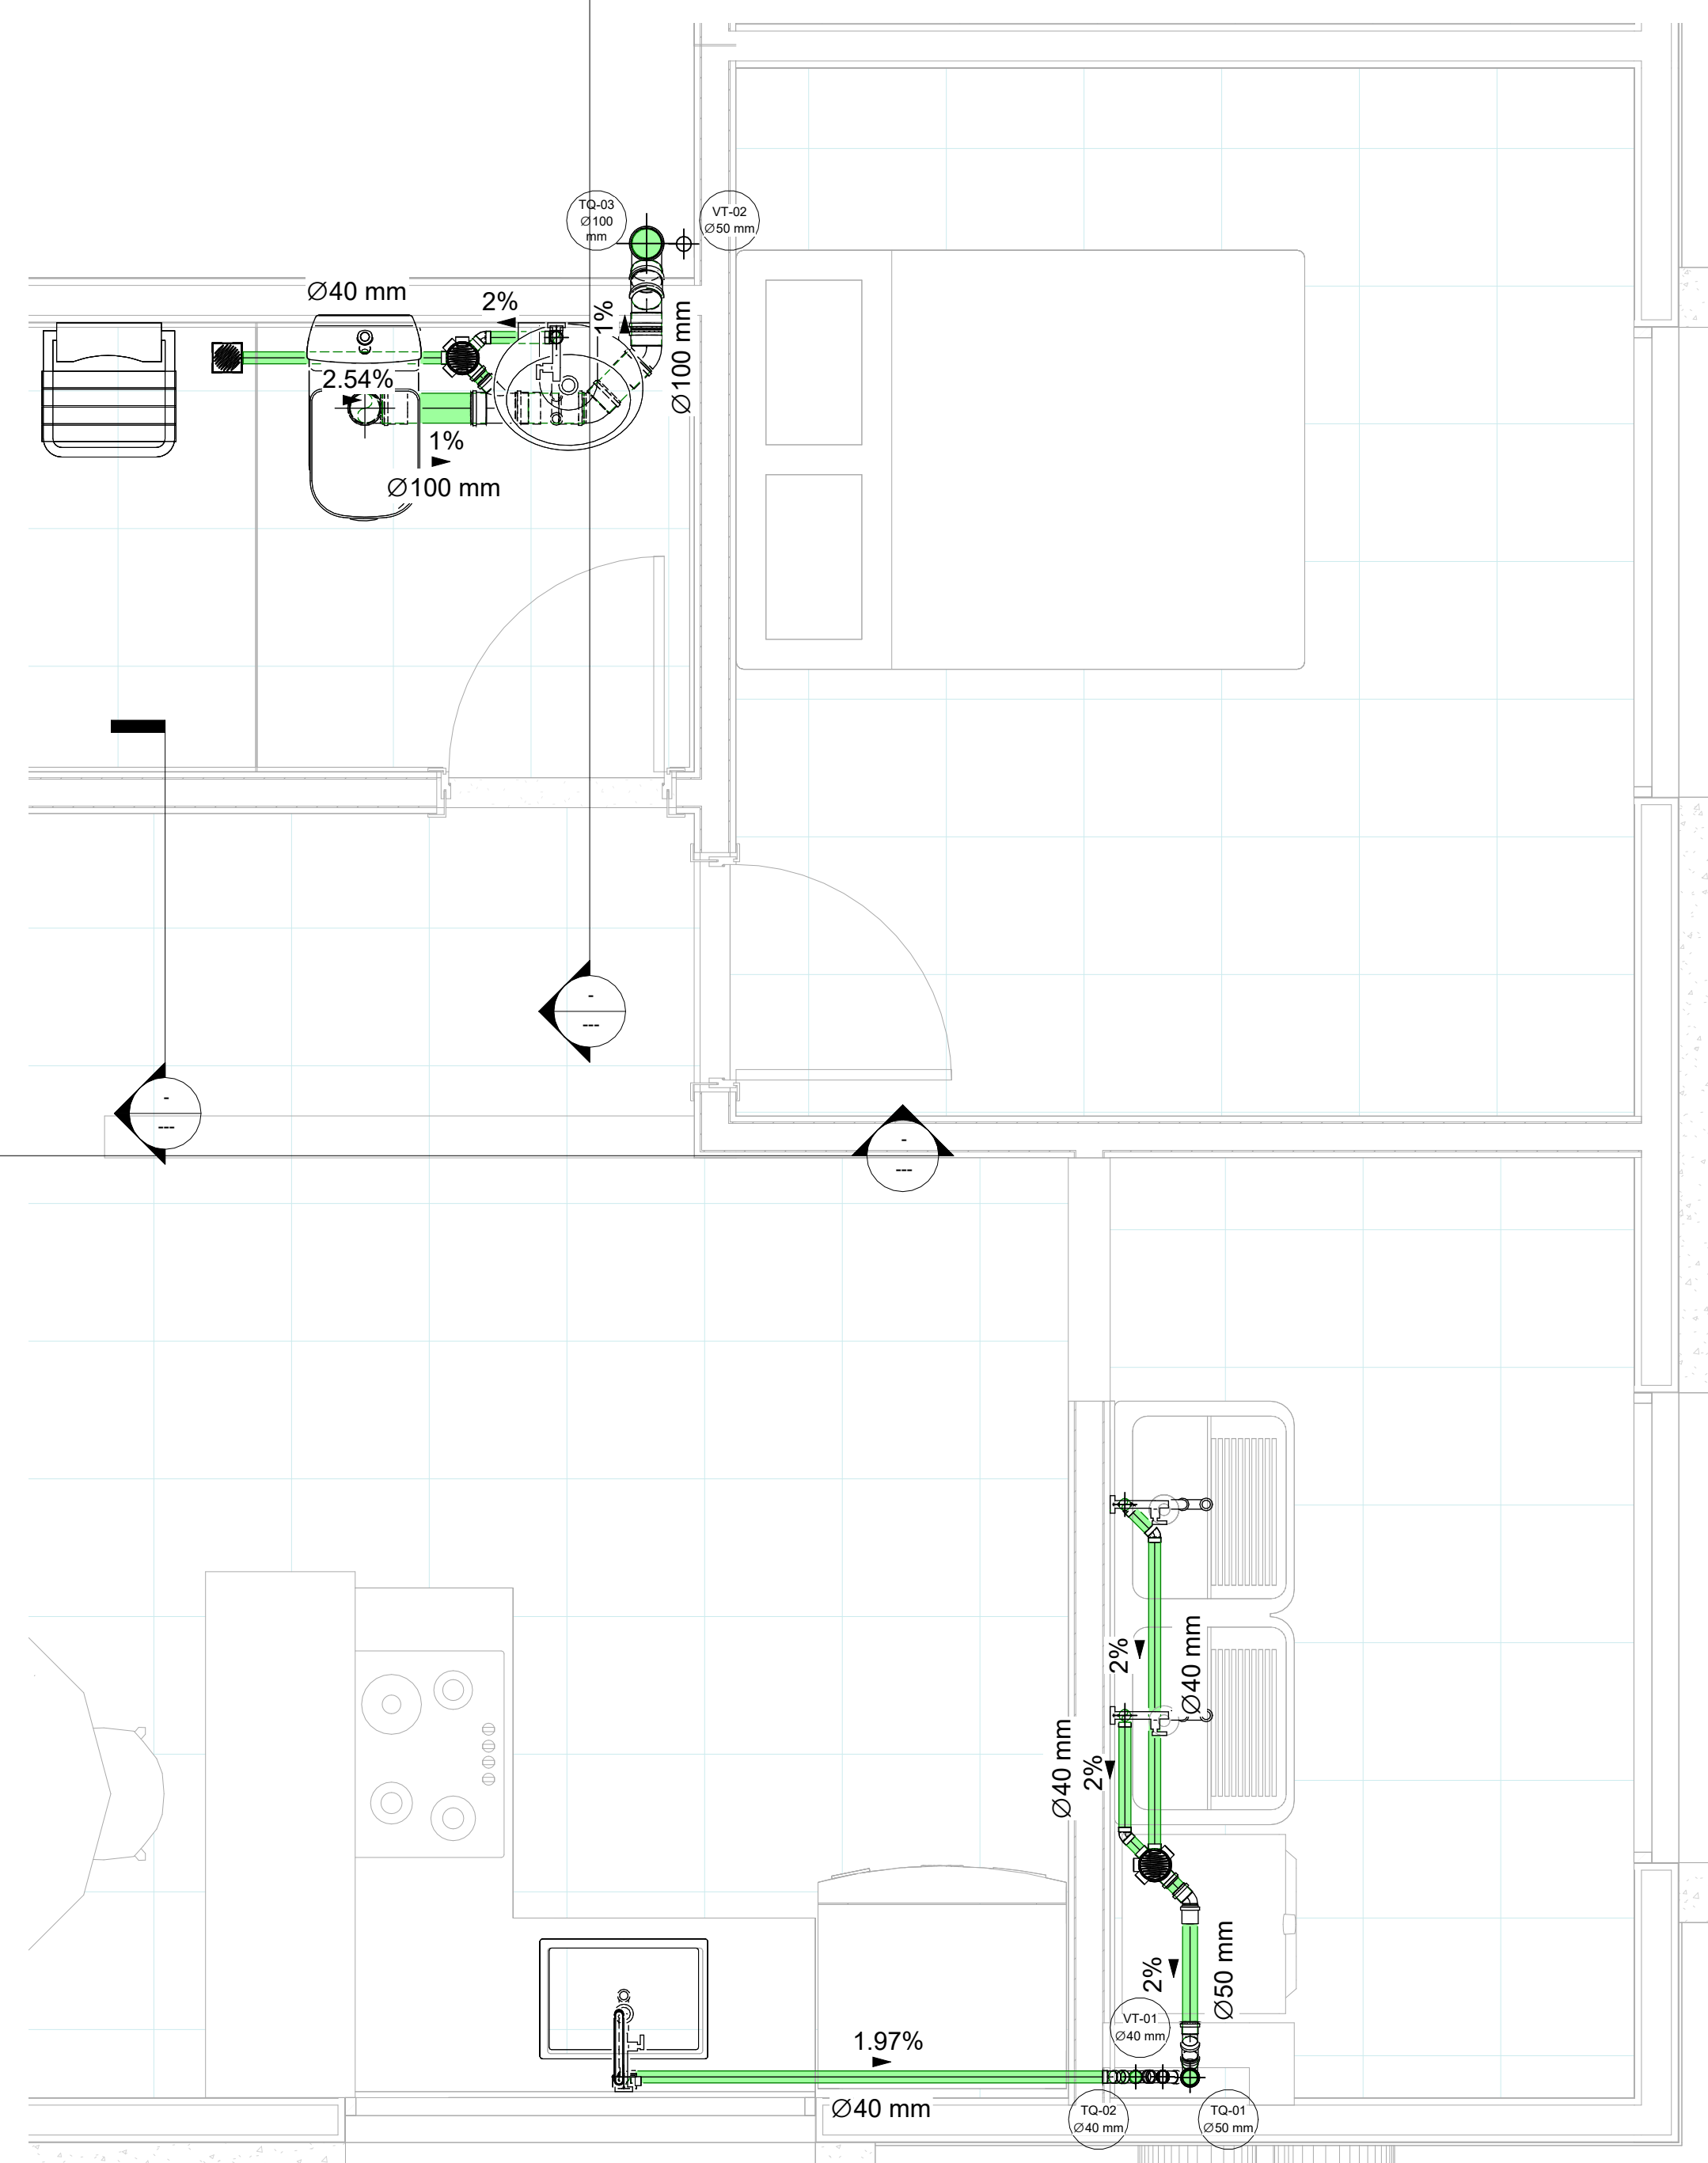 TQ-03
Ø100
mm
VT-02
Ø50 mm
Ø40 mm
2%
1%
Ø100 mm
2.54%
1%
Ø100 mm
-
---
-
---
-
---
2%
Ø40 mm
Ø40 mm
2%
2%
Ø50 mm
VT-01
Ø40 mm
1.97%
Ø40 mm
TQ-02
Ø40 mm
TQ-01
Ø50 mm